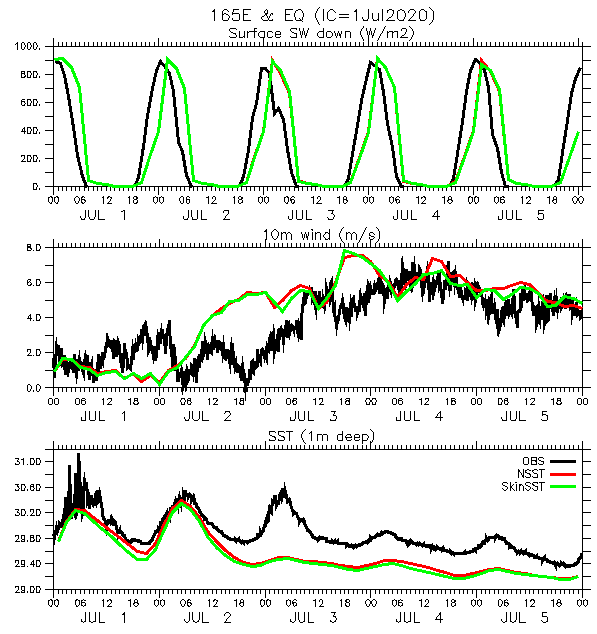 165E & EQ (IC=1Jul2020)
Surface SW down (W/m2)
1000.
800.
600.
400.
200.
0.
00 06 12 18 00 06 12 18 00 06 12 18 00 06 12 18 00 06 12 18 00
JUL 1 JUL 2 JUL 3 JUL 4 JUL 5
10m wind (m/s)
8.0
6.0
4.0
2.0
0.0
00 06 12 18 00 06 12 18 00 06 12 18 00 06 12 18 00 06 12 18 00
JUL 1 JUL 2 JUL 3 JUL 4 JUL 5
SST (1m deep)
31.00
30.60
30.20
29.80
29.40
29.00
OBS
NSST
SkinSST
00 06 12 18 00 06 12 18 00 06 12 18 00 06 12 18 00 06 12 18 00
JUL 1 JUL 2 JUL 3 JUL 4 JUL 5